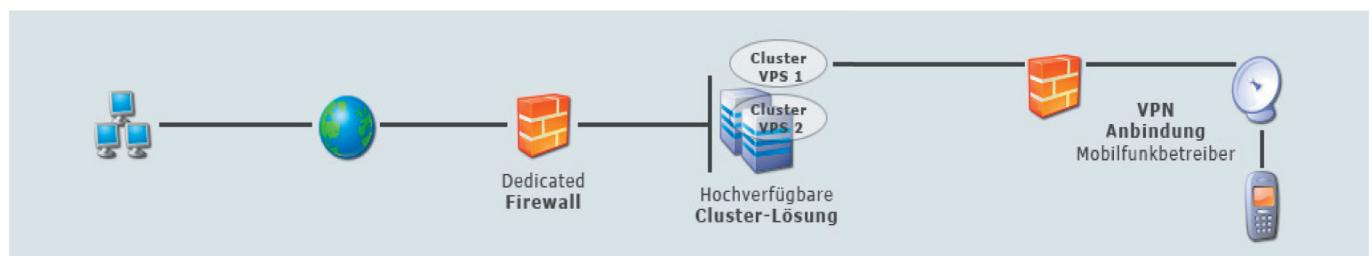 Cluster
VPS 1
Cluster
VPS 2
Dedicated
Firewall
Hochverfügbare
Cluster-Lösung
VPN
Anbindung
Mobilfunkbetreiber